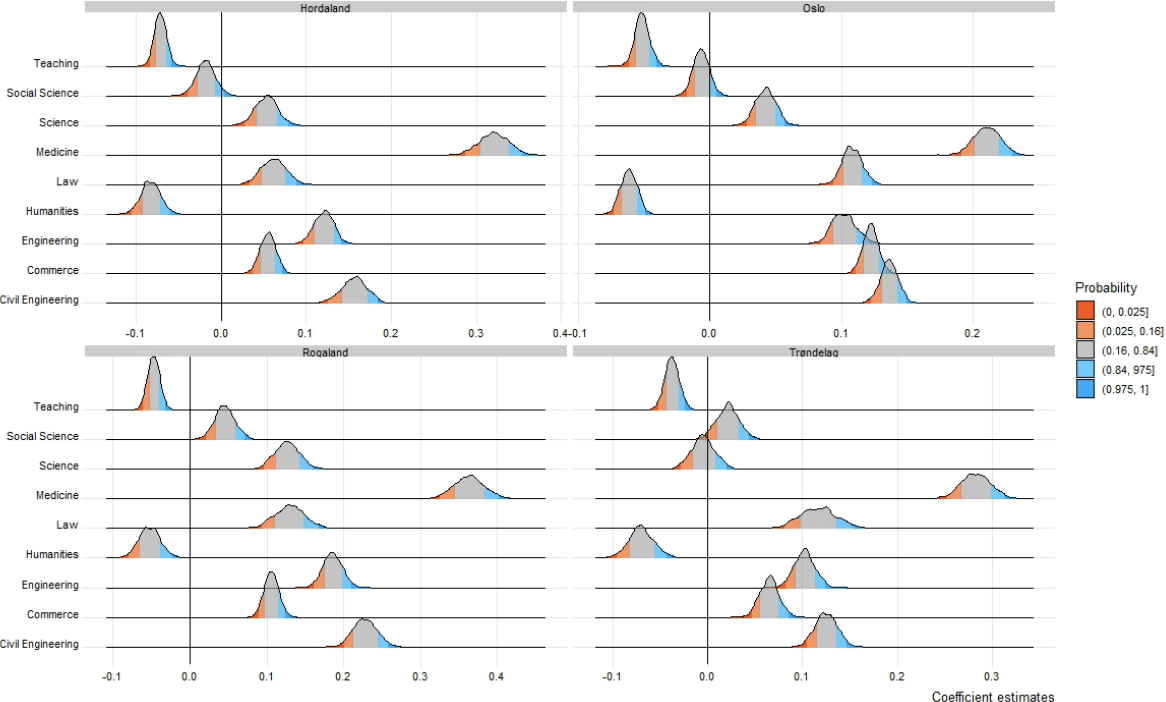 Hordaland
Oslo
Teaching
Social Science
Science
Medicine
Law
Humanities
Engineering
Commerce
Civil Engineering
-0.1 0.0 0.1 0.2 0.3 0.4
-0.1 0.0 0.1 0.2
Rogaland
Trøndelag
Teaching
Social Science
Science
Medicine
Law
Humanities
Engineering
Commerce
Civil Engineering
-0.1 0.0 0.1 0.2 0.3 0.4
-0.1 0.0 0.1 0.2 0.3
Coefficient estimates
Probability
(0, 0.025]
(0.025, 0.16]
(0.16, 0.84]
(0.84, 975]
(0.975, 1]